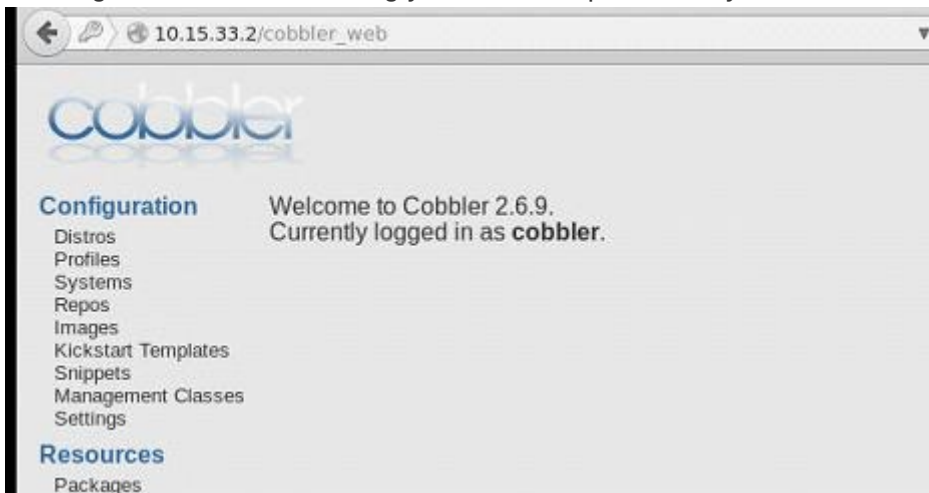 10.15.33.2/cobbler_web
cobbler
Configuration
Distros
Profiles
Systems
Repos
Images
Kickstart Templates
Snippets
Management Classes
Settings
Welcome to Cobbler 2.6.9.
Currently logged in as cobbler.
Resources
Packages